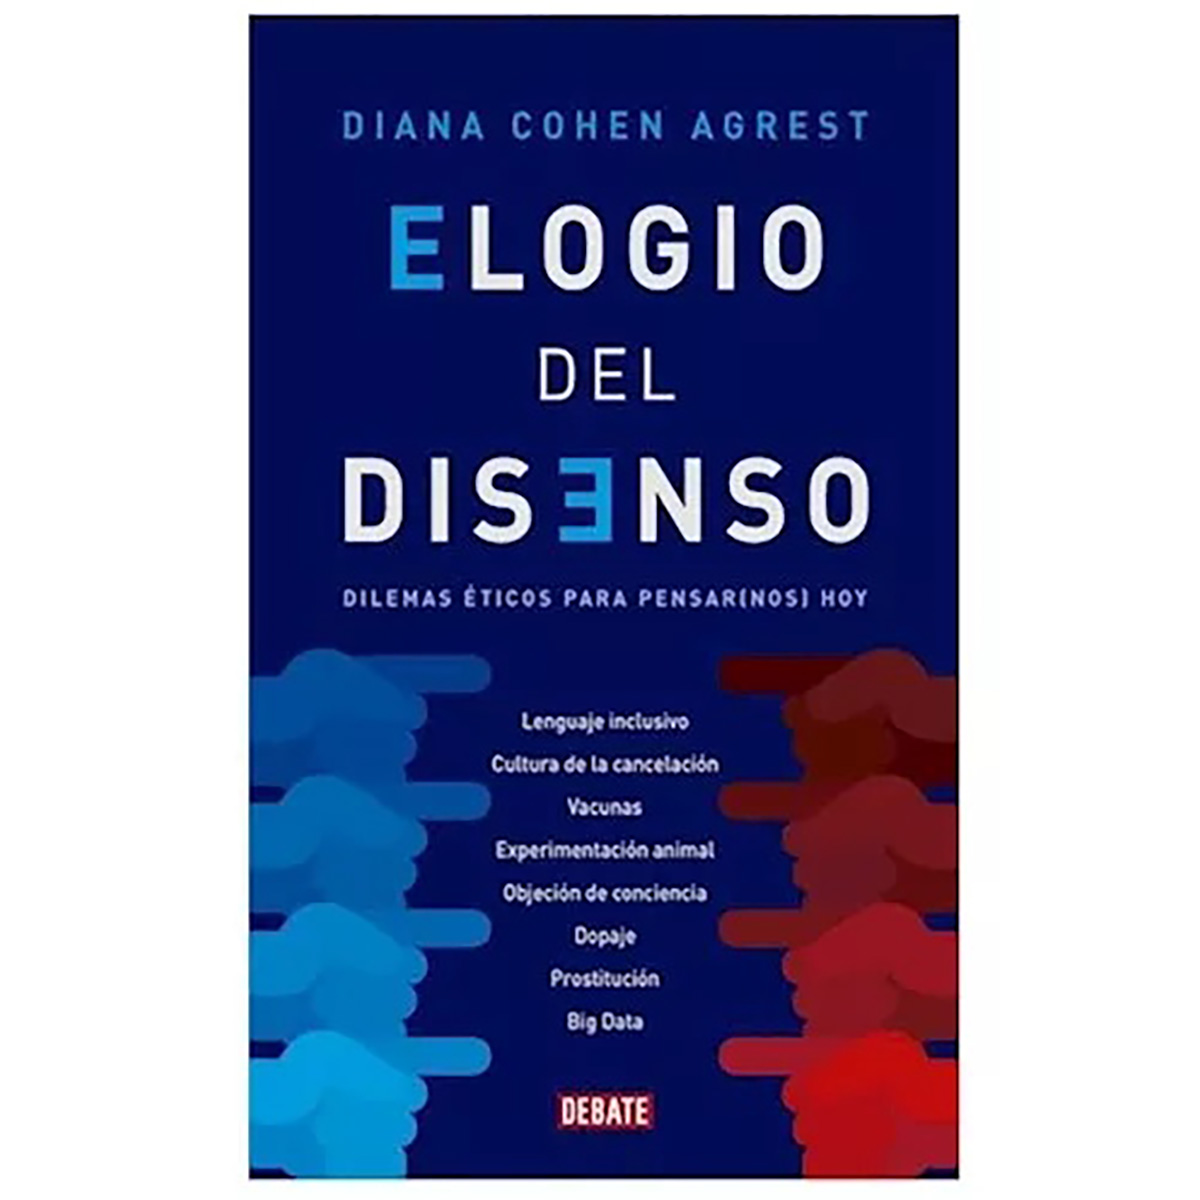 DIANA COHEN AGREST
ELOGIO
DEL
DISENSO
DILEMAS ÉTICOS PARA PENSAR(NOS) HOY
Lenguaje inclusivo
Cultura de la cancelación
Vacunas
Experimentación animal
Objeción de conciencia
Dopaje
Prostitución
Big Data
DEBATE